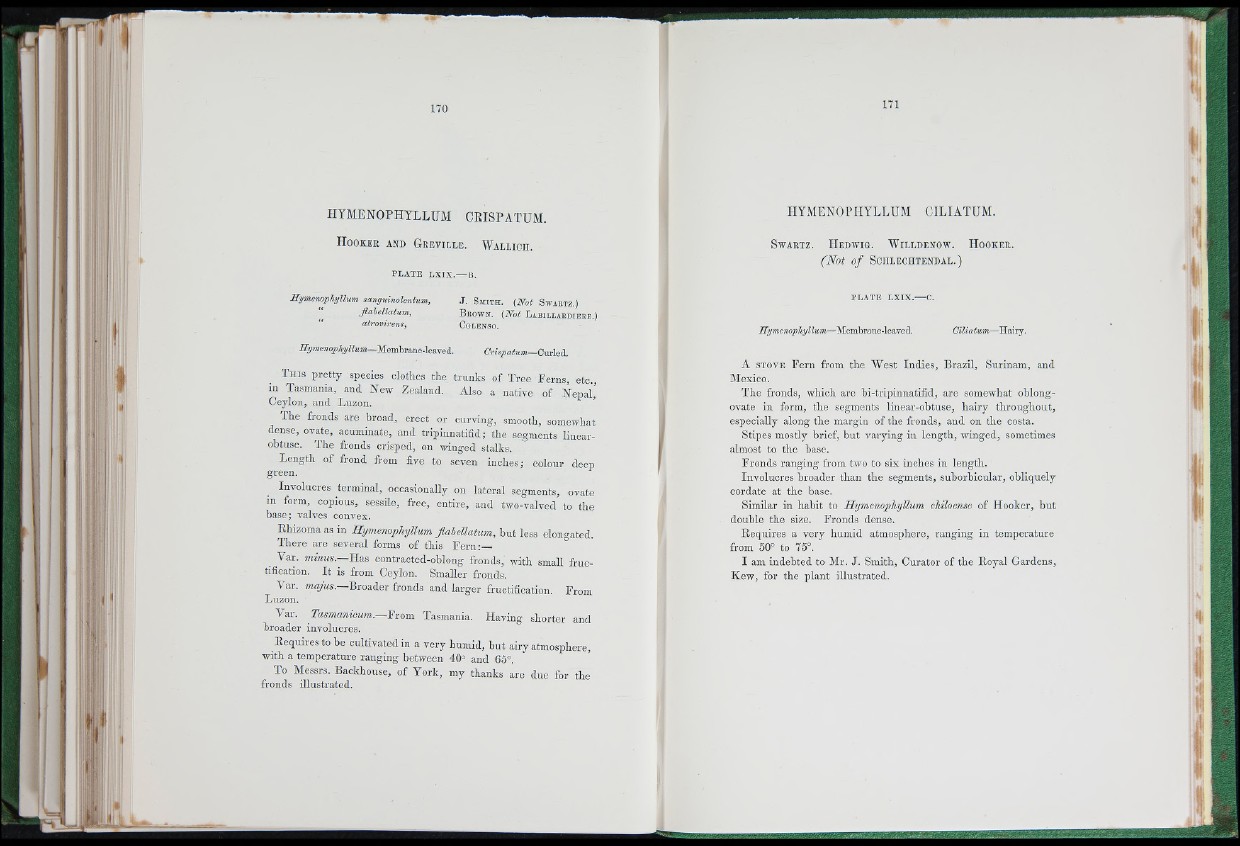 170
HYMENOPHYLLUM CRISPATUM.
HOOKER AND GREVILLE. WALLICH.
PLATE LXIX.—B.
Hymenophyllum sanguinolentum, J. SMITH. (Not SWARTZ.)
“ flabellatum, BROWN. (Not LABILLARDIERE.)
“ atrovirens, COLENSO.
Hymenophyllum—Membrane-leaved. Crispatum—Curled.
THIS pretty species clothes the trunks of Tree Ferns, etc.,
in Tasmania, and New Zealand. Also a native of Nepal,
Ceylon, and Luzon.
The fronds are broad, erect or curving, smooth, somewhat
dense, ovate, acuminate, and tripinnatifid; the segments linear-
obtuse. The fronds crisped, on winged stalks.
Length of frond from five to seven inches; colour deep
green.
Involucres terminal, occasionally on lateral segments, ovate
in form, copious, sessile, free, entire, and two-valved to the
base; valves convex.
Rhizoma as in Hymenophyllum flabellatum, but less elongated.
There are several forms of this Fern:—
Var. minus.—Has contracted-oblong fronds, with small fruc-
tification. It is from Ceylon. Smaller fronds.
Var. majus.—Broader fronds and larger fructification. From
Luzon.
Var. Tasmanicum.—From Tasmania. Having shorter and
broader involucres.
Requires to be cultivated in a very humid, but airy atmosphere,
with a temperature ranging between 40° and 65°.
To Messrs. Backhouse, of York, my thanks are due for the
fronds illustrated.
171
HYMENOPHYLLUM CILIATUM.
SWARTZ. HEDWIG. WILLDENOW. HOOKER.
(Not of SCHLECHTENDAL.)
PLATE LXIX.—C.
Hymenophyllum—Membrane-leaved. Ciliatum—Hairy.
A STOVE Fern from the West Indies, Brazil, Surinam, and
Mexico.
The fronds, which are bi-tripinnatifid, are somewhat oblong-
ovate in form, the segments linear-obtuse, hairy throughout,
especially along the margin of the fronds, and on the costa.
Stipes mostly brief, but varying in length, winged, sometimes
almost to the base.
Fronds ranging from two to six inches in length.
Involucres broader than the segments, suborbicular, obliquely
cordate at the base.
Similar in habit to Hymenophyllum chiloense of Hooker, but
double the size. Fronds dense.
Requires a very humid atmosphere, ranging in temperature
from 50° to 75°.
I am indebted to Mr. J. Smith, Curator of the Royal Gardens,
Kew, for the plant illustrated.